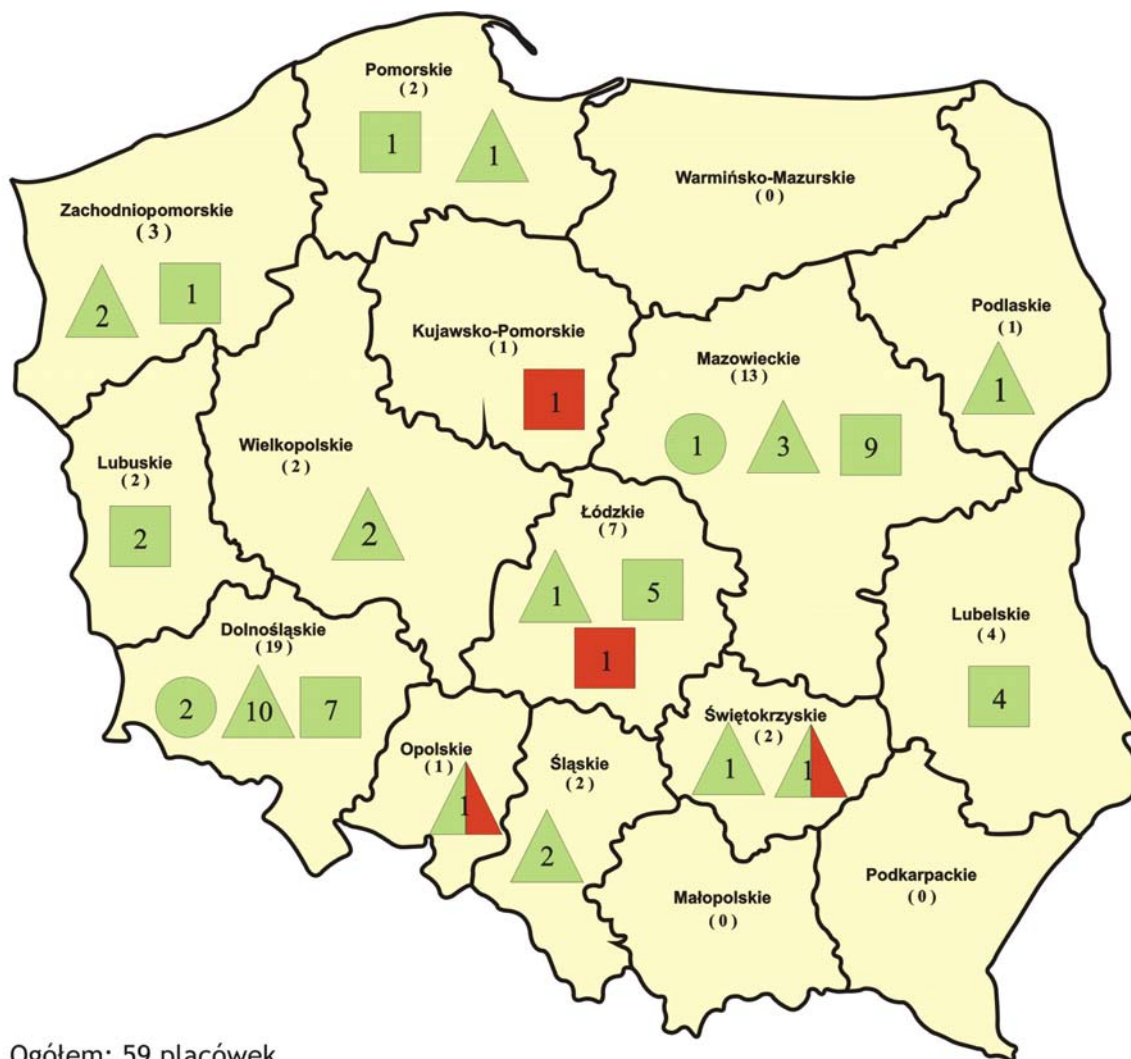 Pomorskie
( 2 )
1
1
Warmińsko-Mazurskie
( 0 )
Zachodniopomorskie
( 3 )
2
1
Kujawsko-Pomorskie
( 1 )
1
Podlaskie
( 1 )
1
Mazowieckie
( 13 )
1
3
9
Lubuskie
( 2 )
2
Wielkopolskie
( 2 )
2
Łódzkie
( 7 )
1
5
1
Lubelskie
( 4 )
4
Dolnośląskie
( 19 )
2
10
7
Opolskie
( 1 )
1
Śląskie
( 2 )
2
Świętokrzyskie
( 2 )
1
1
Małopolskie
( 0 )
Podkarpackie
( 0 )
Ogółem: 59 placówek